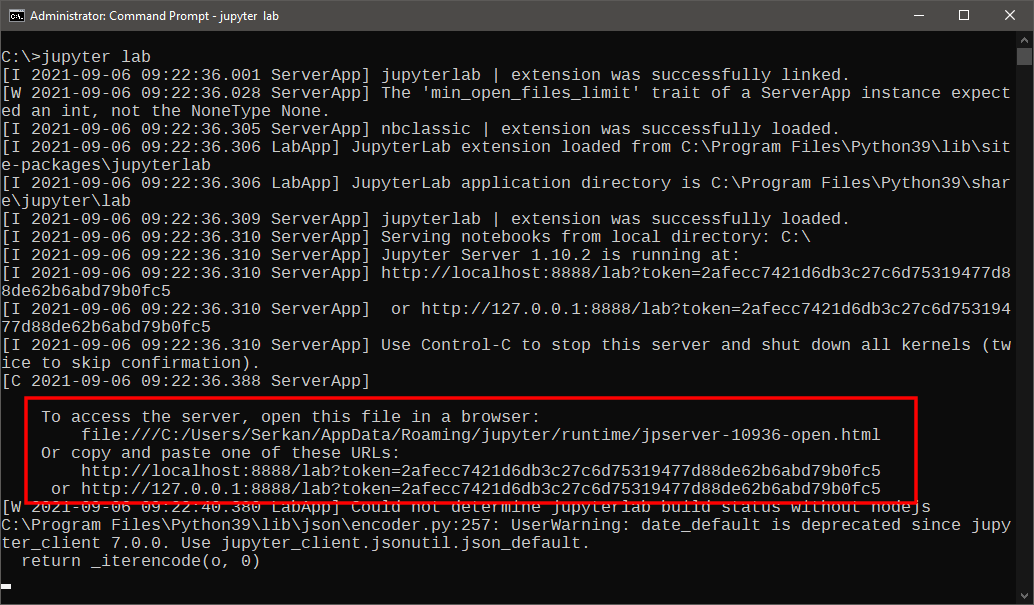 Administrator: Command Prompt - jupyter lab
C:\>jupyter lab
[I 2021-09-06 09:22:36.001 ServerApp] jupyterlab | extension was successfully linked.
[W 2021-09-06 09:22:36.028 ServerApp] The 'min_open_files_limit' trait of a ServerApp instance expect
ed an int, not the NoneType None.
[I 2021-09-06 09:22:36.305 ServerApp] nbclassic | extension was successfully loaded.
[I 2021-09-06 09:22:36.306 LabApp] JupyterLab extension loaded from C:\Program Files\Python39\lib\sit
e-packages\jupyterlab
[I 2021-09-06 09:22:36.306 LabApp] JupyterLab application directory is C:\Program Files\Python39\shar
e\jupyter\lab
[I 2021-09-06 09:22:36.309 ServerApp] jupyterlab | extension was successfully loaded.
[I 2021-09-06 09:22:36.310 ServerApp] Serving notebooks from local directory: C:\
[I 2021-09-06 09:22:36.310 ServerApp] Jupyter Server 1.10.2 is running at:
[I 2021-09-06 09:22:36.310 ServerApp] http://localhost:8888/lab?token=2afecc7421d6db3c27c6d75319477d8
8de62b6abd79b0fc5
[I 2021-09-06 09:22:36.310 ServerApp]  or http://127.0.0.1:8888/lab?token=2afecc7421d6db3c27c6d753194
77d88de62b6abd79b0fc5
[I 2021-09-06 09:22:36.310 ServerApp] Use Control-C to stop this server and shut down all kernels (tw
ice to skip confirmation).
[C 2021-09-06 09:22:36.388 ServerApp]
To access the server, open this file in a browser:
file:///C:/Users/Serkan/AppData/Roaming/jupyter/runtime/jpserver-10936-open.html
Or copy and paste one of these URLs:
http://localhost:8888/lab?token=2afecc7421d6db3c27c6d75319477d88de62b6abd79b0fc5
or http://127.0.0.1:8888/lab?token=2afecc7421d6db3c27c6d75319477d88de62b6abd79b0fc5
[W 2021-09-06 09:22:40.380 LabApp] Could not determine jupyterlab build status without nodejs
C:\Program Files\Python39\lib\json\encoder.py:257: UserWarning: date_default is deprecated since jupy
ter_client 7.0.0. Use jupyter_client.jsonutil.json_default.
return _iterencode(o, 0)